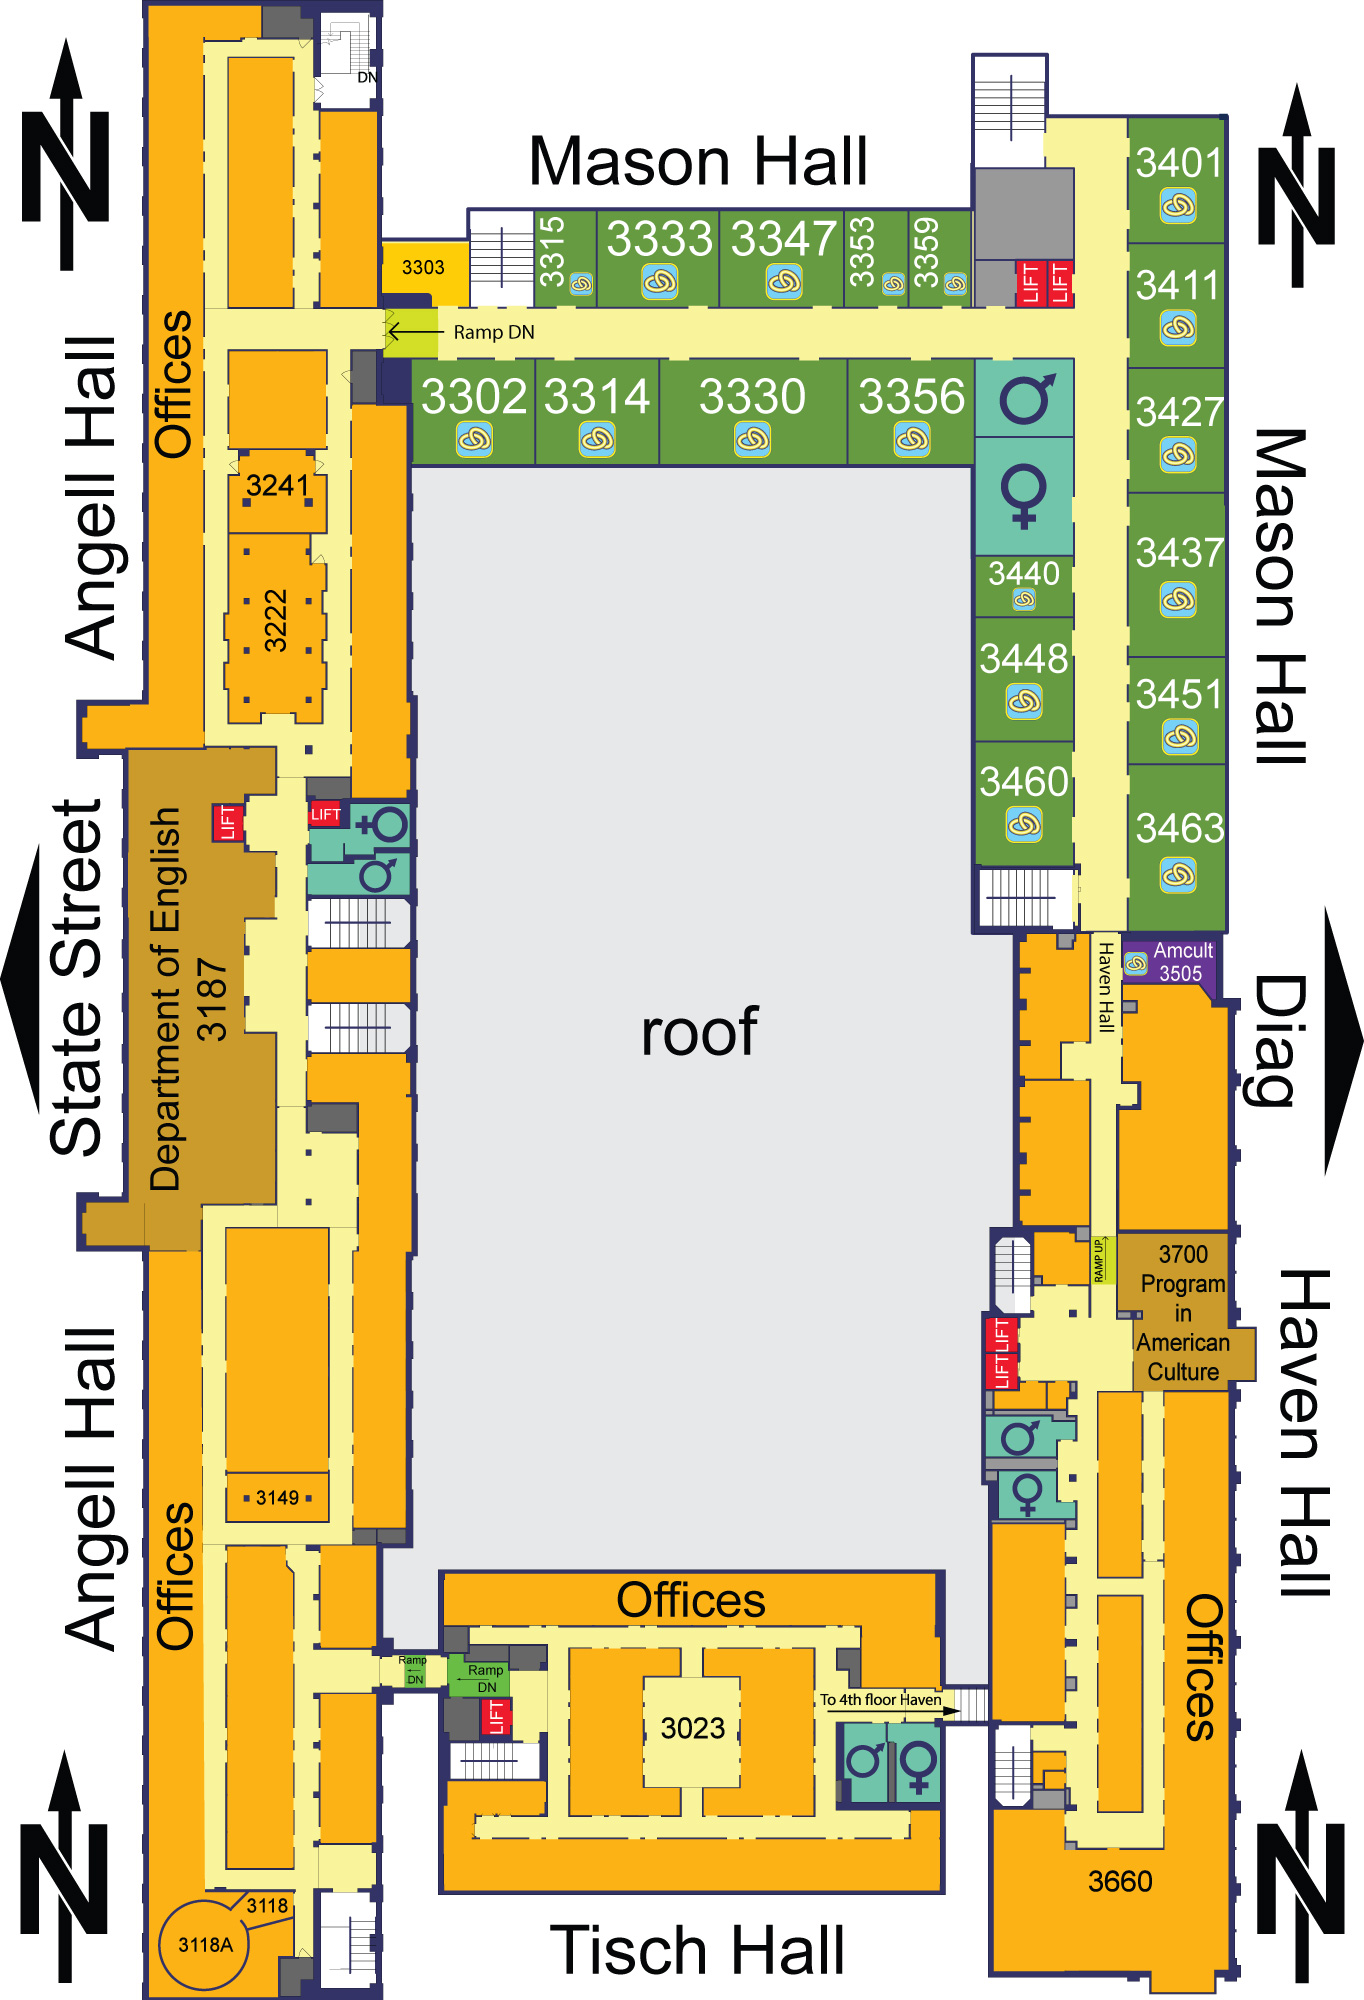 DN
N
Mason Hall
N
3401
3315
3333
3347
3353
3359
3303
LIFT
LIFT
3411
Ramp DN
Offices
Angell Hall
3302
3314
3330
3356
3427
3241
3222
3437
3440
3448
3451
3460
3463
Mason Hall
LIFT
LIFT
State Street
Department of English
3187
Haven Hall
Amcult
3505
Diag
roof
RAMP UP
3700
Program
in
American
Culture
LIFT
LIFT
Haven Hall
Angell Hall
3149
Offices
Offices
Offices
Ramp
DN
Ramp
DN
LIFT
3023
To 4th floor Haven
N
N
3660
3118
3118A
Tisch Hall